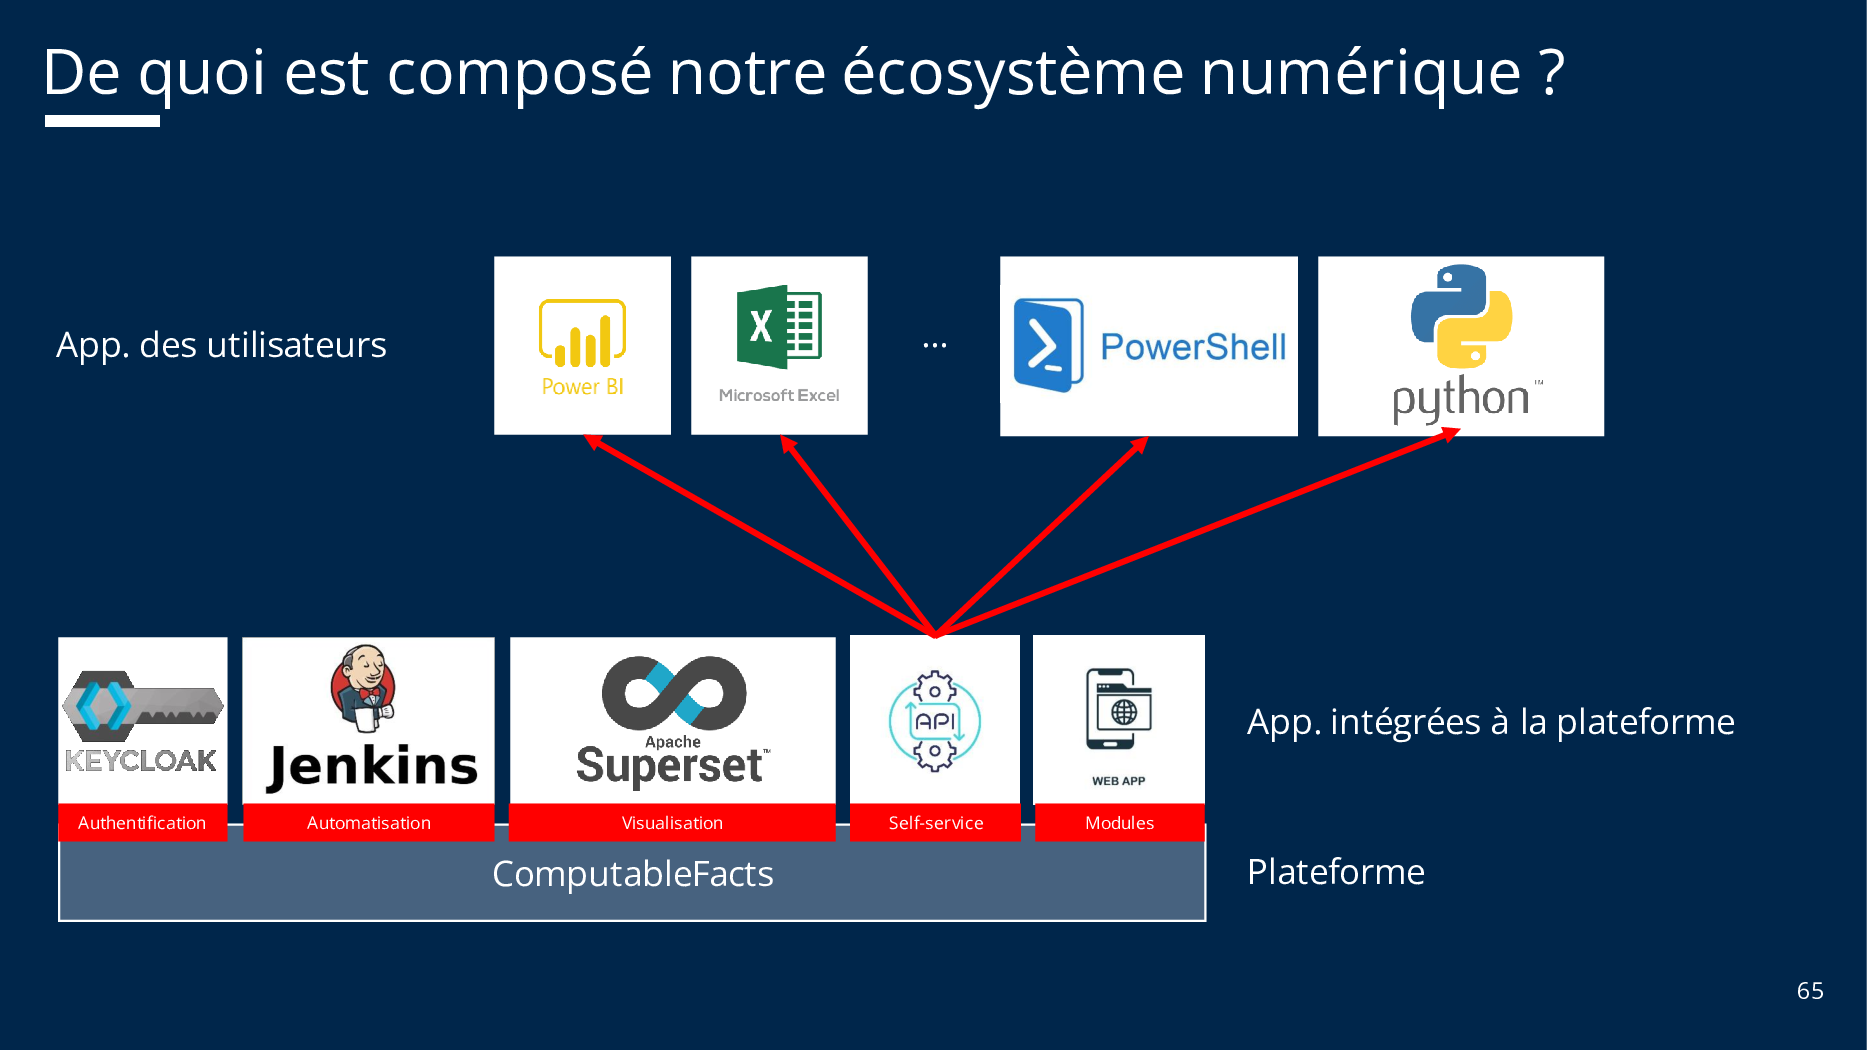 De quoi est composé notre écosystème numérique ?
App. des utilisateurs
Power BI
X
Microsoft Excel
...
PowerShell
python™
KEYCLOAK
Jenkins
Apache
Superset™
API
WEB APP
App. intégrées à la plateforme
Authentification
Automatisation
Visualisation
Self-service
Modules
ComputableFacts
Plateforme
65